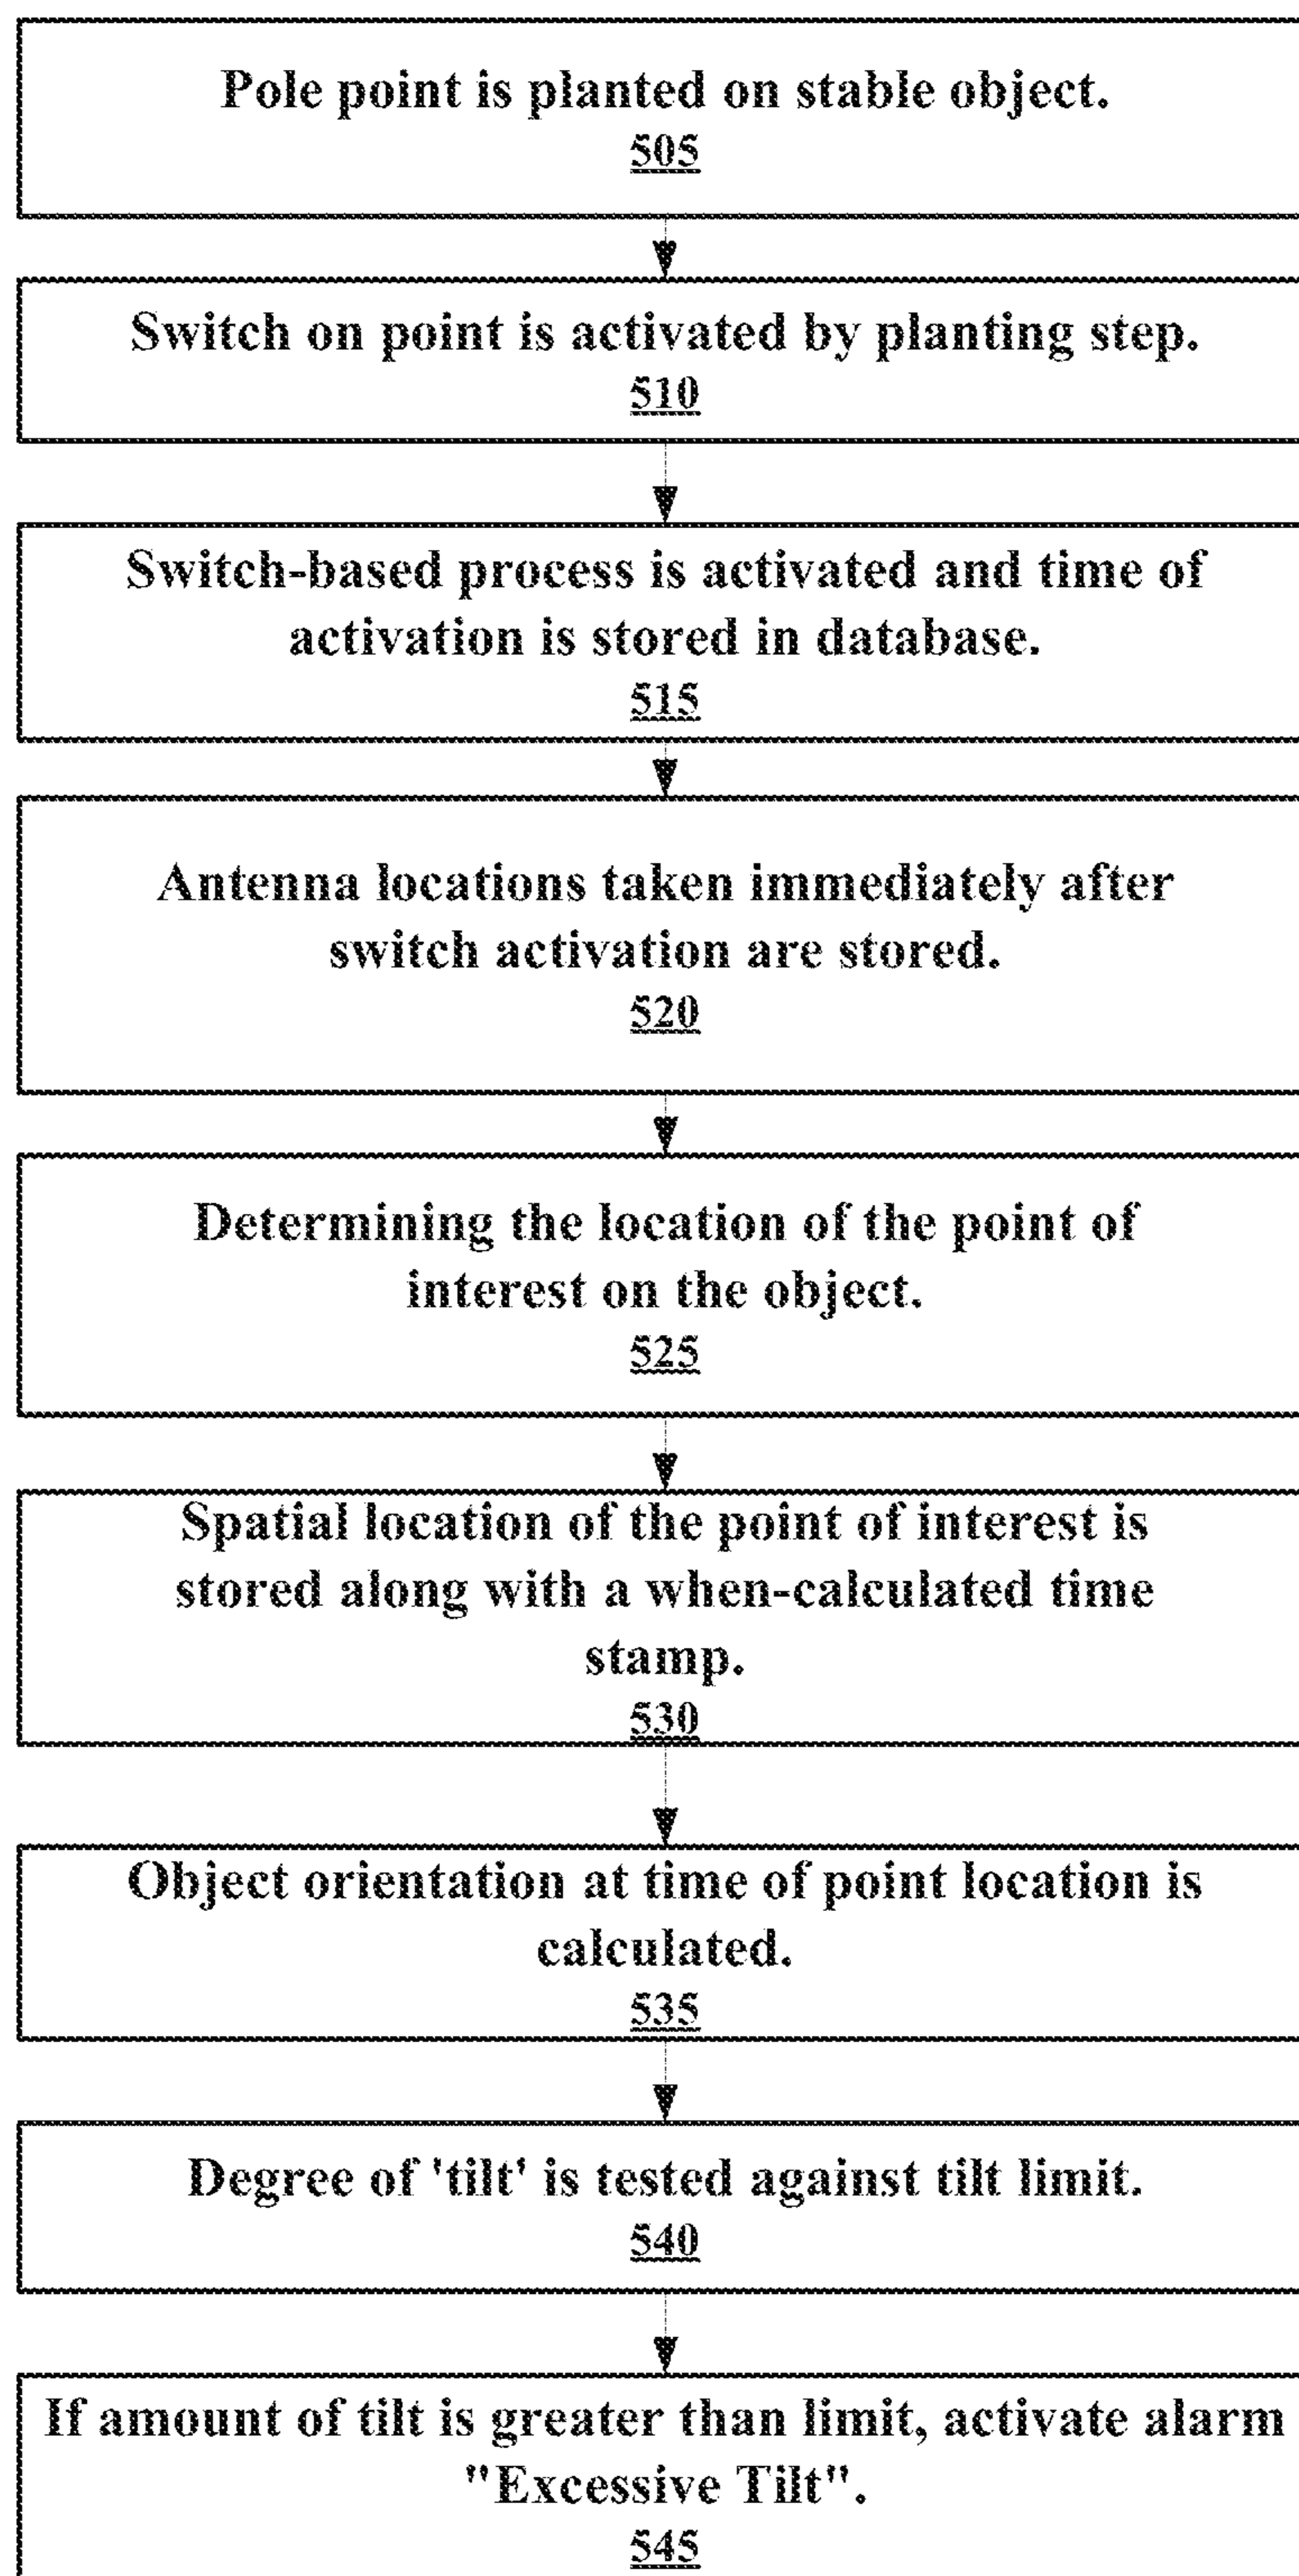 Pole point is planted on stable object.
505
Switch on point is activated by planting step.
510
Switch-based process is activated and time of
activation is stored in database.
515
Antenna locations taken immediately after
switch activation are stored.
520
Determining the location of the point of
interest on the object.
525
Spatial location of the point of interest is
stored along with a when-calculated time
stamp.
530
Object orientation at time of point location is
calculated.
535
Degree of 'tilt' is tested against tilt limit.
540
If amount of tilt is greater than limit, activate alarm
"Excessive Tilt".
545